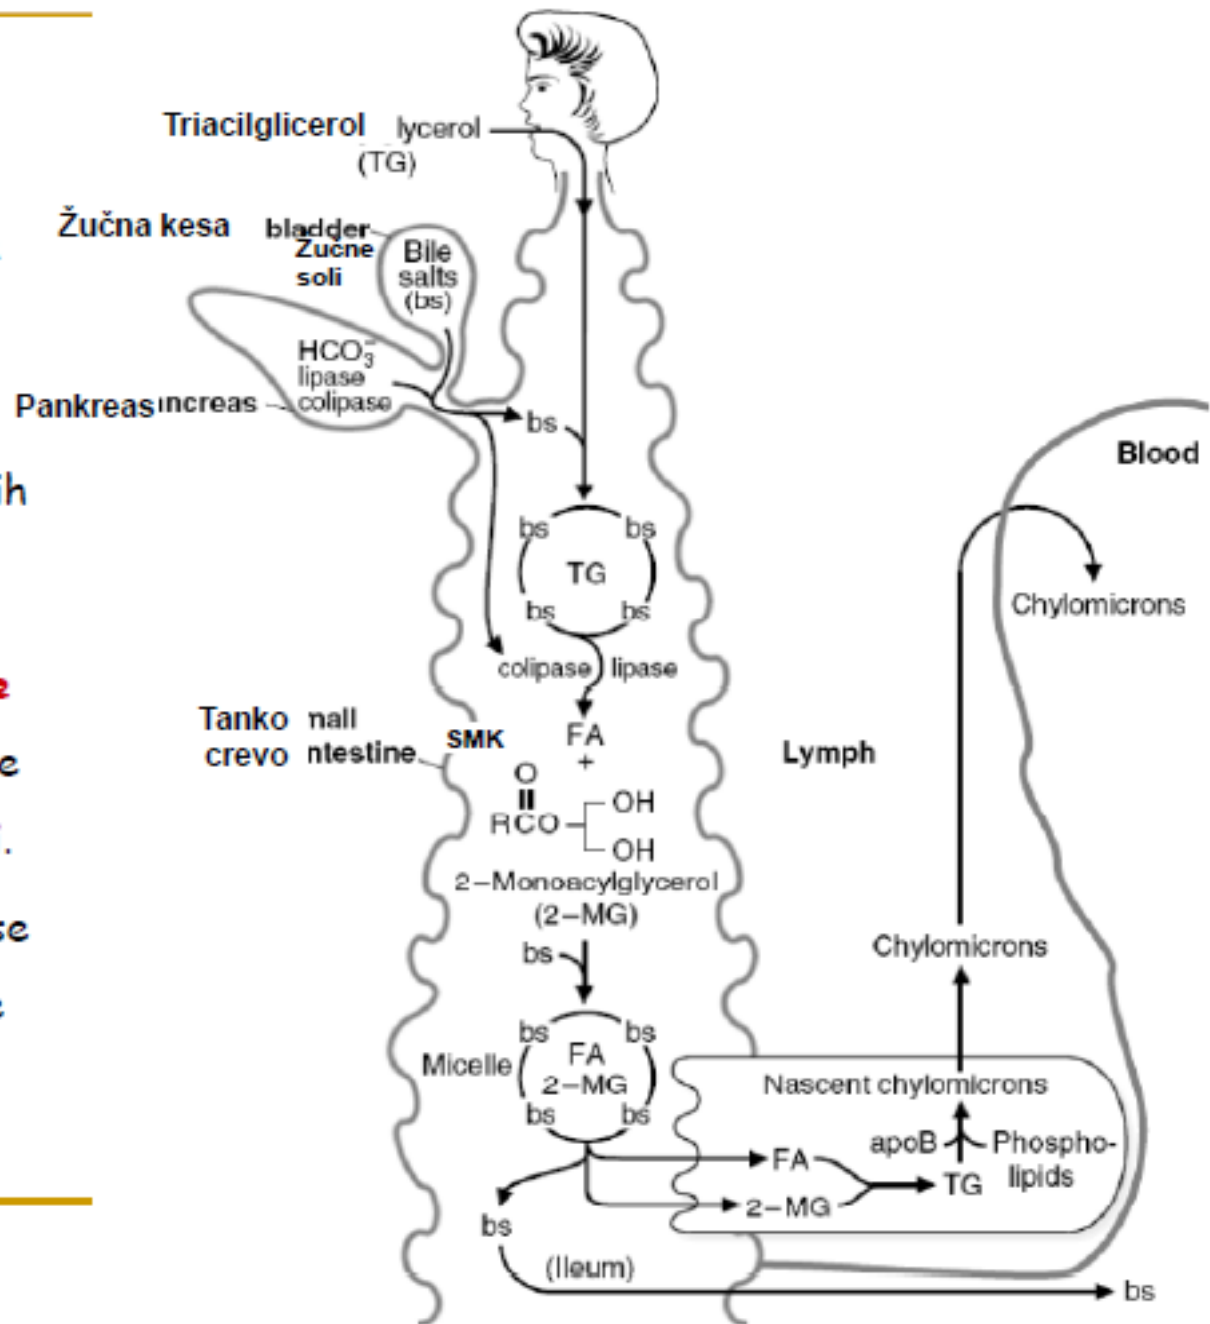 Triacilglicerol lycerol
(TG)
Žučna kesa bladder
Žučne
soli
Bile
salts
(bs)
HCO₃⁻
lipase
colipase
Pankreas ncreas
bs
ih
Blood
bs bs
TG
bs bs
Chylomicrons
colipase lipase
e
Tanko mall
crevo ntestine
SMK
FA
+
Lymph
e
O
RCO
OH
OH
i.
2–Monoacylglycerol
(2–MG)
se
bs
Chylomicrons
e
bs bs
Micelle
FA
2–MG
bs bs
Nascent chylomicrons
apoB
Phospho-
lipids
FA
TG
2–MG
bs
(Ileum)
bs